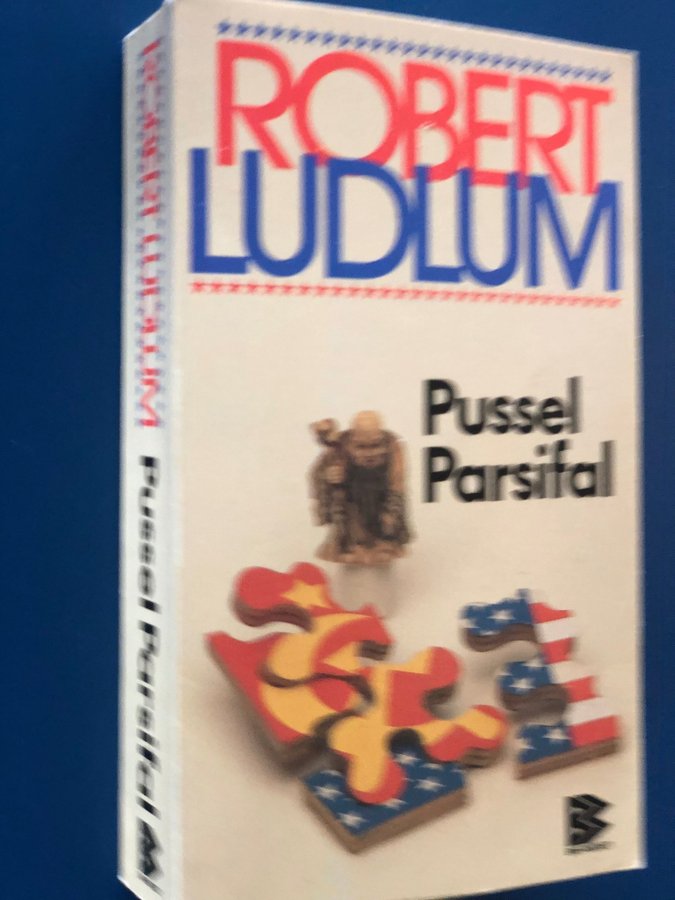 ROBERT
LUDLUM
Pussel
Parsifal
ROBERT LUDLUM Pussel Parsifal